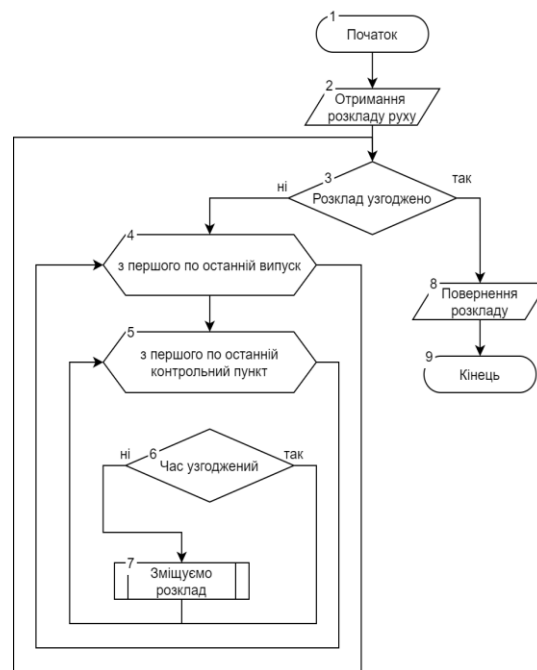 1
Початок
2
Отримання
розкладу руху
3
ні
так
Розклад узгоджено
4
з першого по останній випуск
8
Повернення
розкладу
5
з першого по останній
контрольний пункт
9
Кінець
ні
6
так
Час узгоджений
7
Зміщуємо
розклад